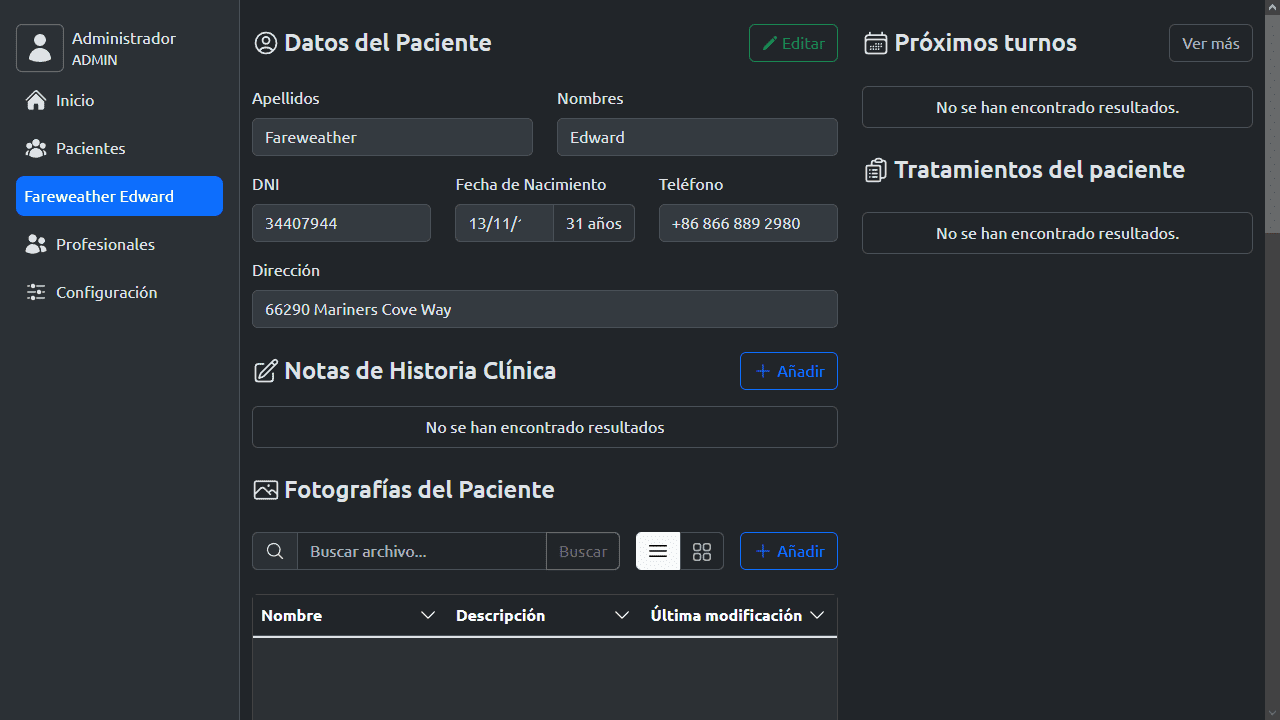 Administrador
ADMIN
Inicio
Pacientes
Fareweather Edward
Profesionales
Configuración
Datos del Paciente
Editar
Apellidos
Nombres
Fareweather
Edward
DNI
Fecha de Nacimiento
Teléfono
34407944
13/11/
31 años
+86 866 889 2980
Dirección
66290 Mariners Cove Way
Notas de Historia Clínica
Añadir
No se han encontrado resultados
Fotografías del Paciente
Buscar archivo...
Buscar
Añadir
Nombre
Descripción
Última modificación
Próximos turnos
Ver más
No se han encontrado resultados.
Tratamientos del paciente
No se han encontrado resultados.